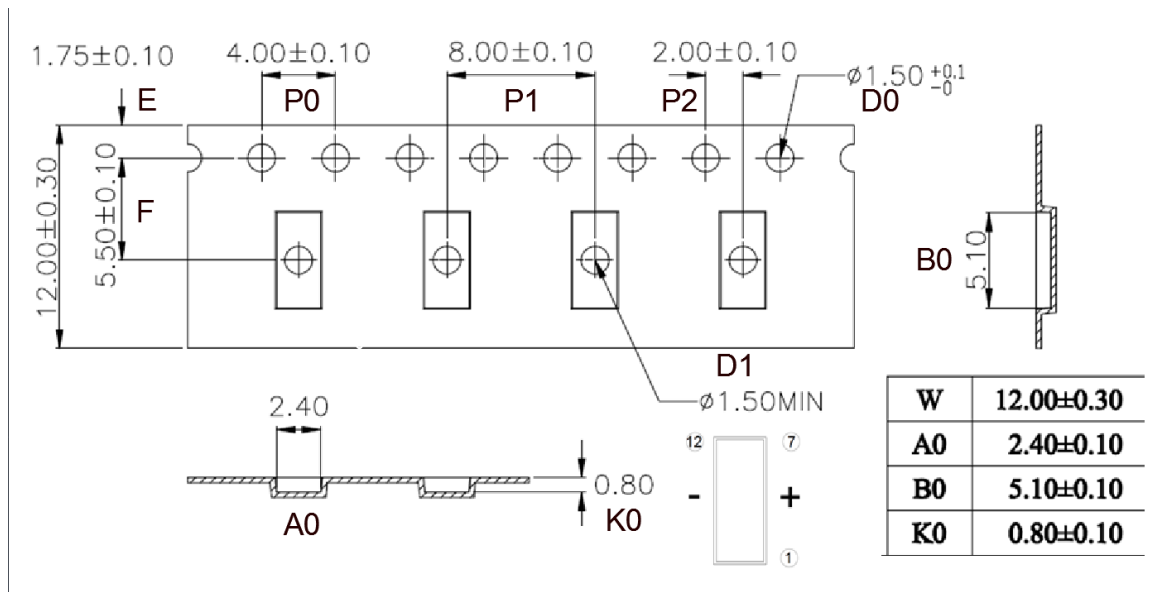 1.75±0.10
4.00±0.10
8.00±0.10
2.00±0.10
ø1.50 +0.1 -0
E
P0
P1
P2
D0
12.00±0.30
5.50±0.10
F
B0
5.10
D1
ø1.50MIN
2.40
0.80
A0
K0
12
7
-
+
1
W 12.00±0.30
A0 2.40±0.10
B0 5.10±0.10
K0 0.80±0.10